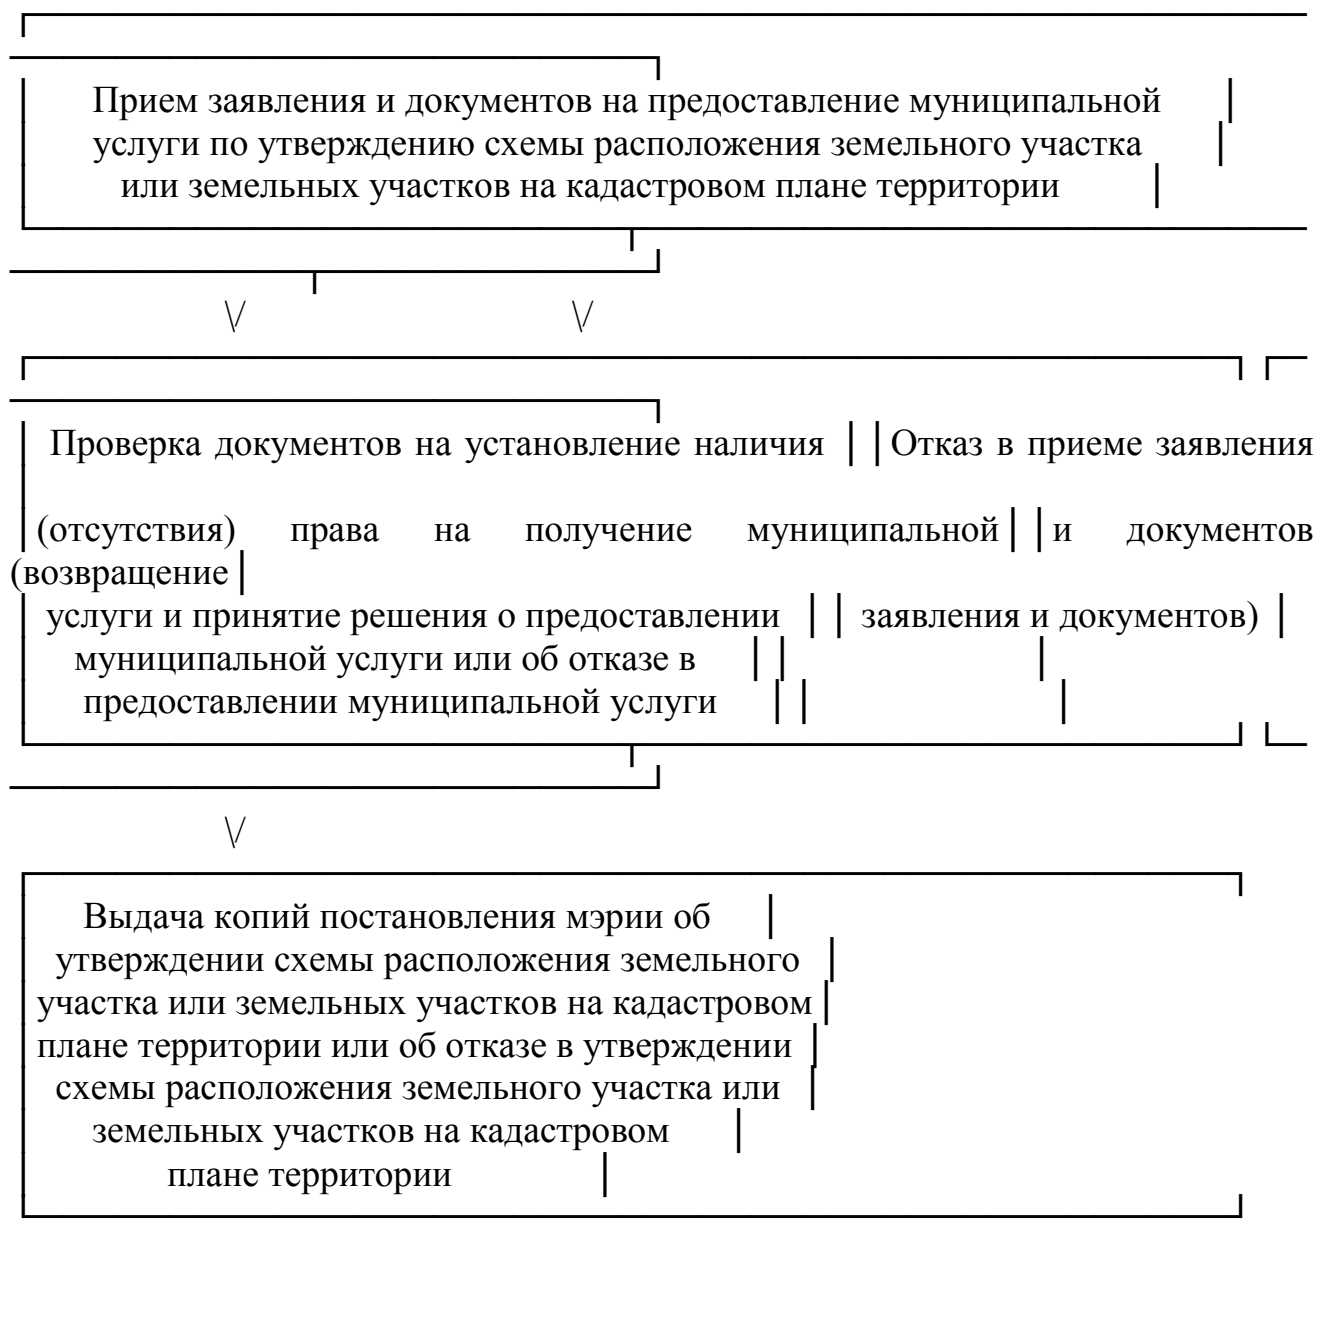 Прием заявления и документов на предоставление муниципальной
услуги по утверждению схемы расположения земельного участка
или земельных участков на кадастровом плане территории
\/ \/
Проверка документов на установление наличия Отказ в приеме заявления
(отсутствия) права на получение муниципальной и документов
(возвращение
услуги и принятие решения о предоставлении заявления и документов)
муниципальной услуги или об отказе в
предоставлении муниципальной услуги
\/
Выдача копий постановления мэрии об
утверждении схемы расположения земельного
участка или земельных участков на кадастровом
плане территории или об отказе в утверждении
схемы расположения земельного участка или
земельных участков на кадастровом
плане территории